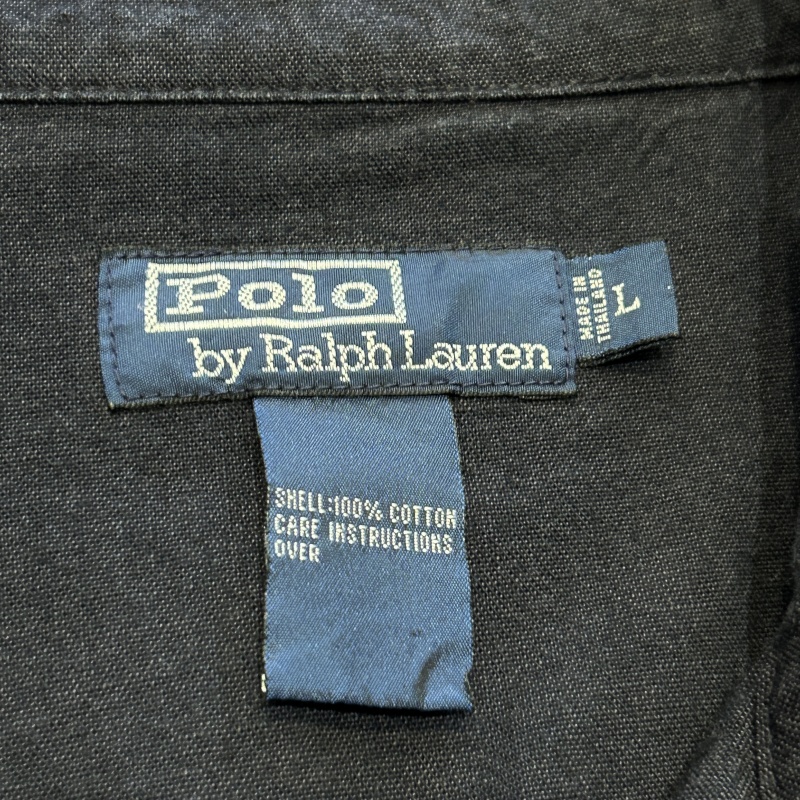 Polo
by Ralph Lauren
MADE IN
THAILAND
L
SHELL:100% COTTON
CARE INSTRUCTIONS
OVER